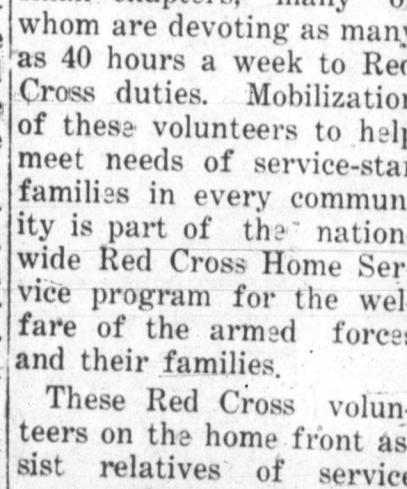 whom are devoting as many
as 40 hours a week to Red
Cross duties. Mobilization
of these volunteers to help
meet needs of service-star
families in every commun
ity is part of the nation
wide Red Cross Home Ser
vice program for the wel
fare of the armed forces
and their families.
These Red Cross volun-
teers on the home front as
sist relatives of service